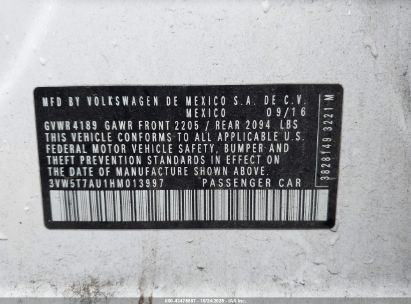 MFD BY VOLKSWAGEN DE MEXICO S.A. DE C.V.
MEXICO 09/16
GVWR 4189 GAWR FRONT 2205 / REAR 2094 LBS
THIS VEHICLE CONFORMS TO ALL APPLICABLE U.S.
FEDERAL MOTOR VEHICLE SAFETY, BUMPER AND
THEFT PREVENTION STANDARDS IN EFFECT ON THE
DATE OF MANUFACTURE SHOWN ABOVE.
3VW5T7AU1HM013997 PASSENGER CAR
3828149 3221 M